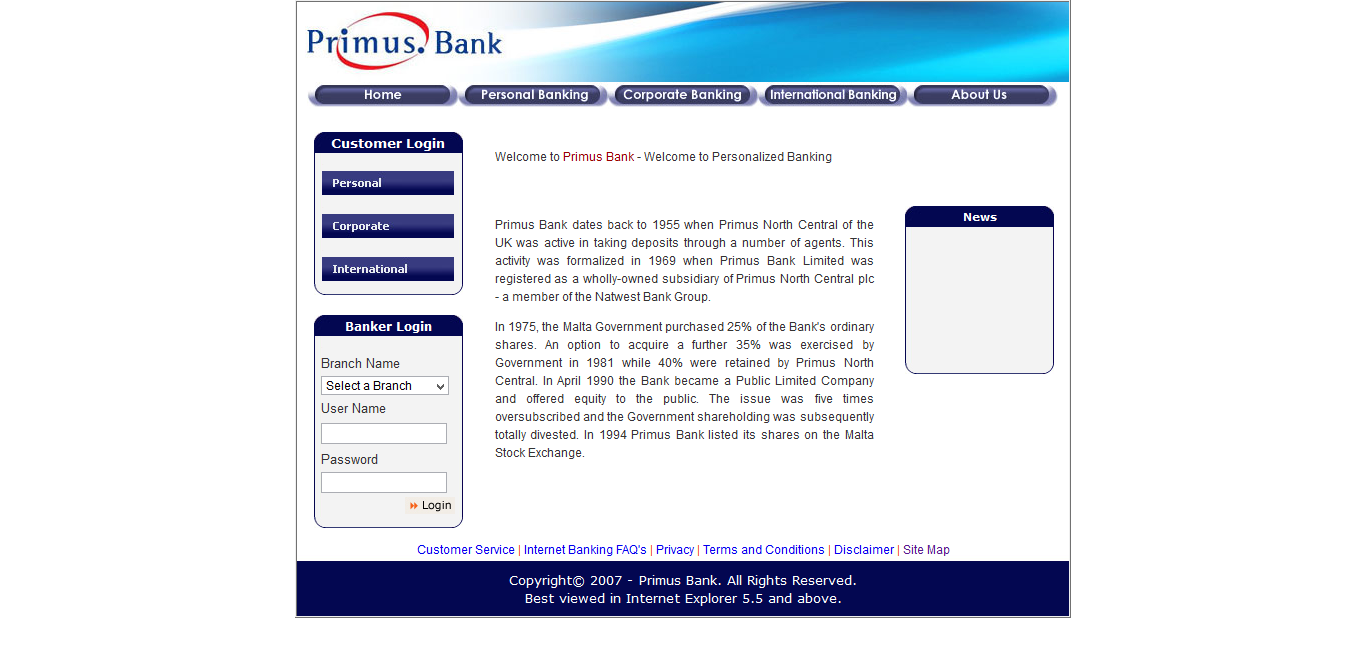 Primus. Bank
Home
Personal Banking
Corporate Banking
International Banking
About Us
Customer Login
Personal
Corporate
International
Banker Login
Branch Name
Select a Branch
User Name
Password
Login
Welcome to Primus Bank - Welcome to Personalized Banking
Primus Bank dates back to 1955 when Primus North Central of the
UK was active in taking deposits through a number of agents. This
activity was formalized in 1969 when Primus Bank Limited was
registered as a wholly-owned subsidiary of Primus North Central plc
- a member of the Natwest Bank Group.
In 1975, the Malta Government purchased 25% of the Bank's ordinary
shares. An option to acquire a further 35% was exercised by
Government in 1981 while 40% were retained by Primus North
Central. In April 1990 the Bank became a Public Limited Company
and offered equity to the public. The issue was five times
oversubscribed and the Government shareholding was subsequently
totally divested. In 1994 Primus Bank listed its shares on the Malta
Stock Exchange.
News
Customer Service | Internet Banking FAQ's | Privacy | Terms and Conditions | Disclaimer | Site Map
Copyright© 2007 - Primus Bank. All Rights Reserved.
Best viewed in Internet Explorer 5.5 and above.